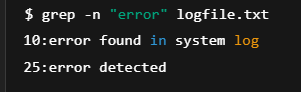 $ grep -n "error" logfile.txt
10:error found in system log
25:error detected